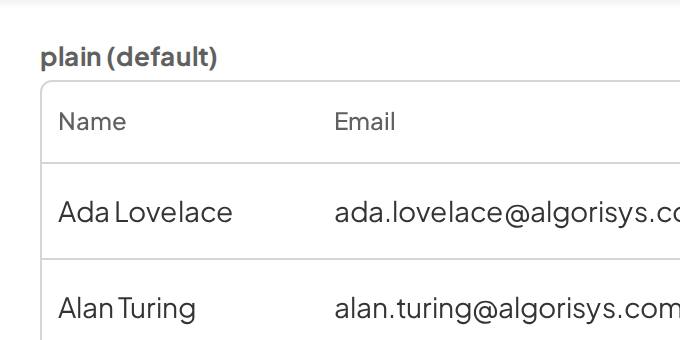 plain (default)
Name Email
Ada Lovelace ada.lovelace@algorisys.co
Alan Turing alan.turing@algorisys.com